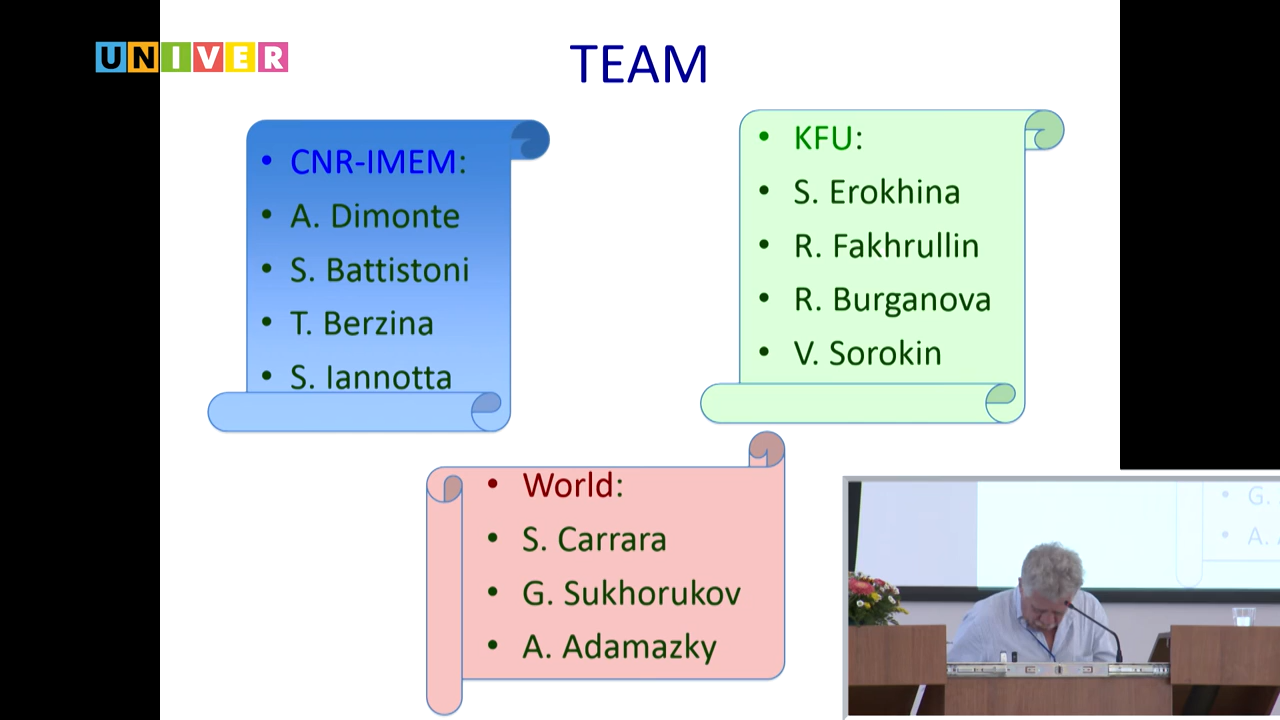 UNIVER
TEAM
• CNR-IMEM:
• A. Dimonte
• S. Battistoni
• T. Berzina
• S. Iannotta
• KFU:
• S. Erokhina
• R. Fakhrullin
• R. Burganova
• V. Sorokin
• World:
• S. Carrara
• G. Sukhorukov
• A. Adamazky
• G.
• A.